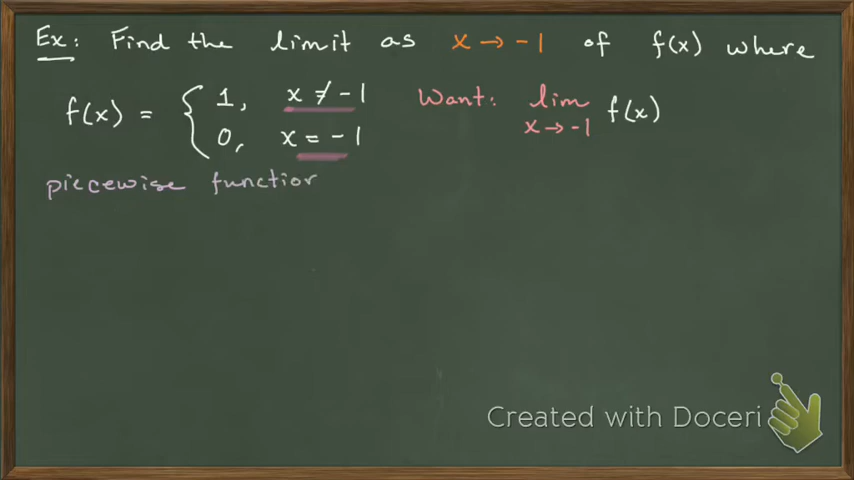 Ex: Find the limit as x → -1 of f(x) where
f(x) = { 1, x ≠ -1
0, x = -1
Want: lim x → -1 f(x)
piecewise function
Created with Doceri